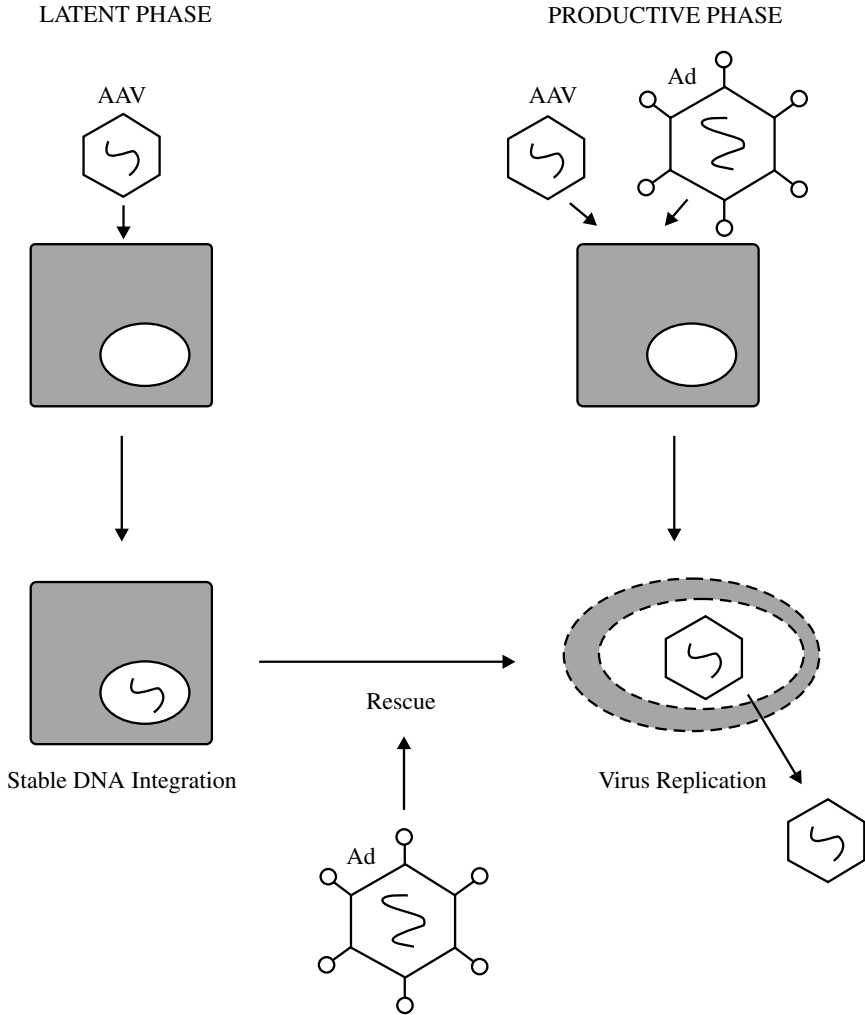 LATENT PHASE
PRODUCTIVE PHASE
AAV
AAV
Ad
Rescue
Stable DNA Integration
Virus Replication
Ad